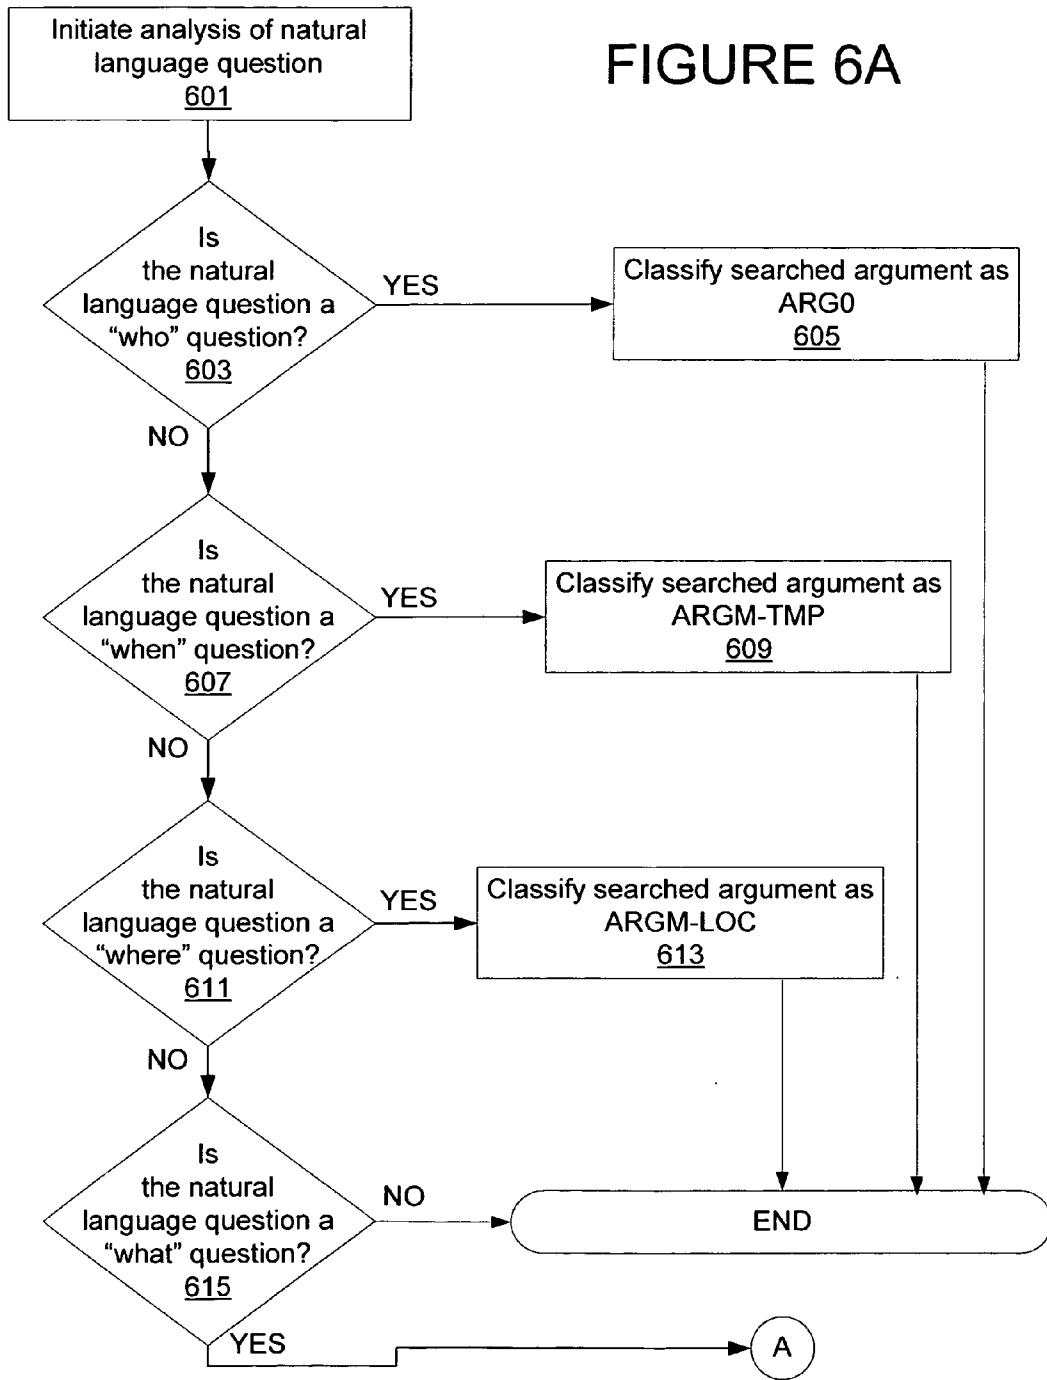 Initiate analysis of natural
language question
601
FIGURE 6A
Is
the natural
language question a
“who” question?
603
YES
Classify searched argument as
ARG0
605
NO
Is
the natural
language question a
“when” question?
607
YES
Classify searched argument as
ARGM-TMP
609
NO
Is
the natural
language question a
“where” question?
611
YES
Classify searched argument as
ARGM-LOC
613
NO
Is
the natural
language question a
“what” question?
615
NO
END
YES
A